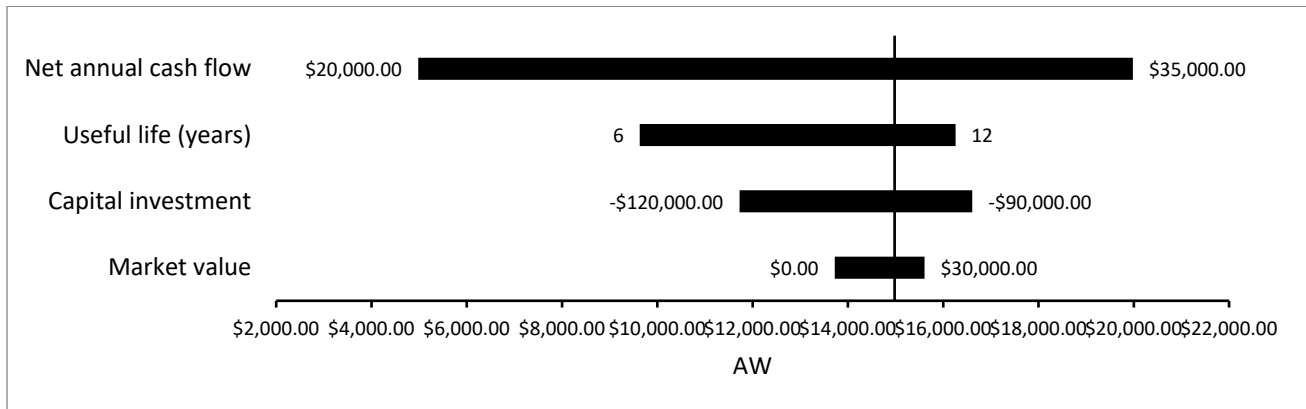 Net annual cash flow $20,000.00 $35,000.00
Useful life (years) 6 12
Capital investment -$120,000.00 -$90,000.00
Market value $0.00 $30,000.00
$2,000.00 $4,000.00 $6,000.00 $8,000.00 $10,000.00 $12,000.00 $14,000.00 $16,000.00 $18,000.00 $20,000.00 $22,000.00
AW